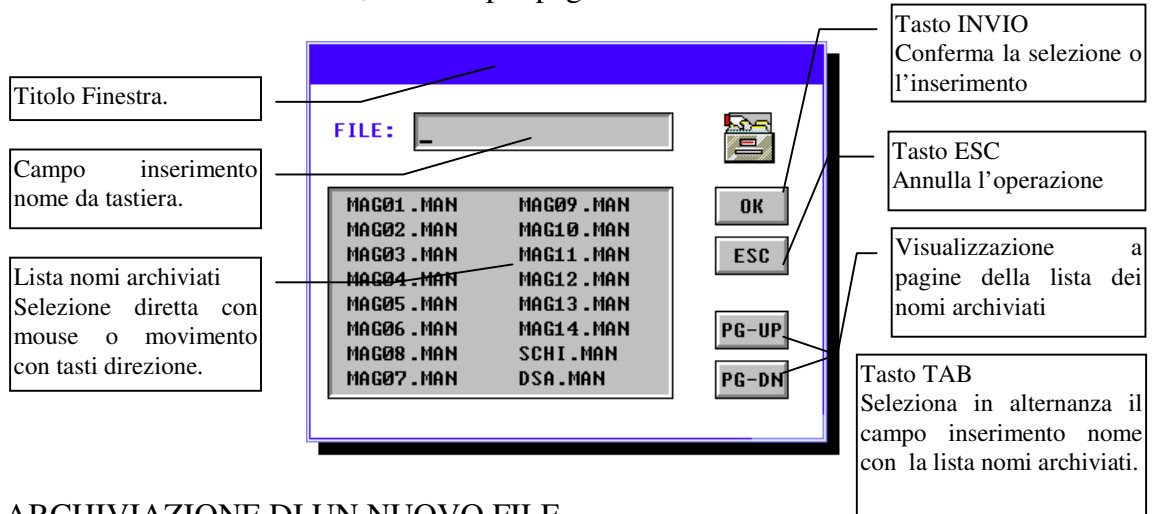 Tasto INVIO
Conferma la selezione o
l'inserimento
Titolo Finestra.
FILE:
Campo inserimento
nome da tastiera.
Tasto ESC
Annulla l'operazione
MAG01.MAN MAG09.MAN
MAG02.MAN MAG10.MAN
MAG03.MAN MAG11.MAN
MAG04.MAN MAG12.MAN
MAG05.MAN MAG13.MAN
MAG06.MAN MAG14.MAN
MAG08.MAN SCHI.MAN
MAG07.MAN DSA.MAN
OK
ESC
PG-UP
PG-DN
Lista nomi archiviati
Selezione diretta con
mouse o movimento
con tasti direzione.
Visualizzazione a
pagine della lista dei
nomi archiviati
Tasto TAB
Seleziona in alternanza il
campo inserimento nome
con la lista nomi archiviati.
ARCHIVIAZIONE DI UN NUOVO FILE